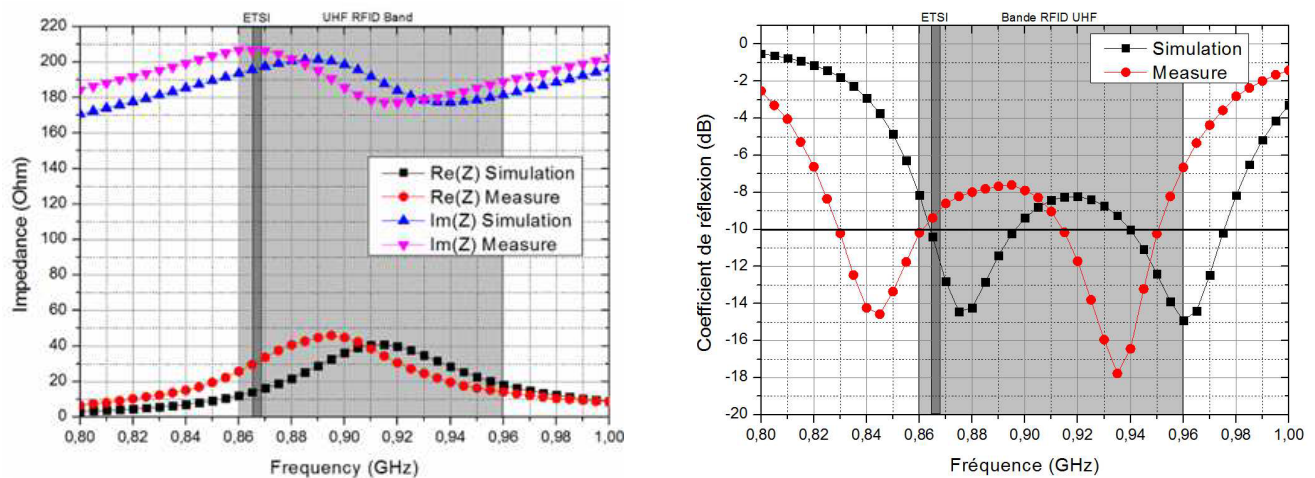 ETSI
UHF RFID Band
220
200
180
160
140
120
100
80
60
40
20
0
Impedance (Ohm)
Re(Z) Simulation
Re(Z) Measure
Im(Z) Simulation
Im(Z) Measure
0,80 0,82 0,84 0,86 0,88 0,90 0,92 0,94 0,96 0,98 1,00
Frequency (GHz)
ETSI
Bande RFID UHF
0
-2
-4
-6
-8
-10
-12
-14
-16
-18
-20
Coefficient de réflexion (dB)
Simulation
Measure
0,80 0,82 0,84 0,86 0,88 0,90 0,92 0,94 0,96 0,98 1,00
Fréquence (GHz)